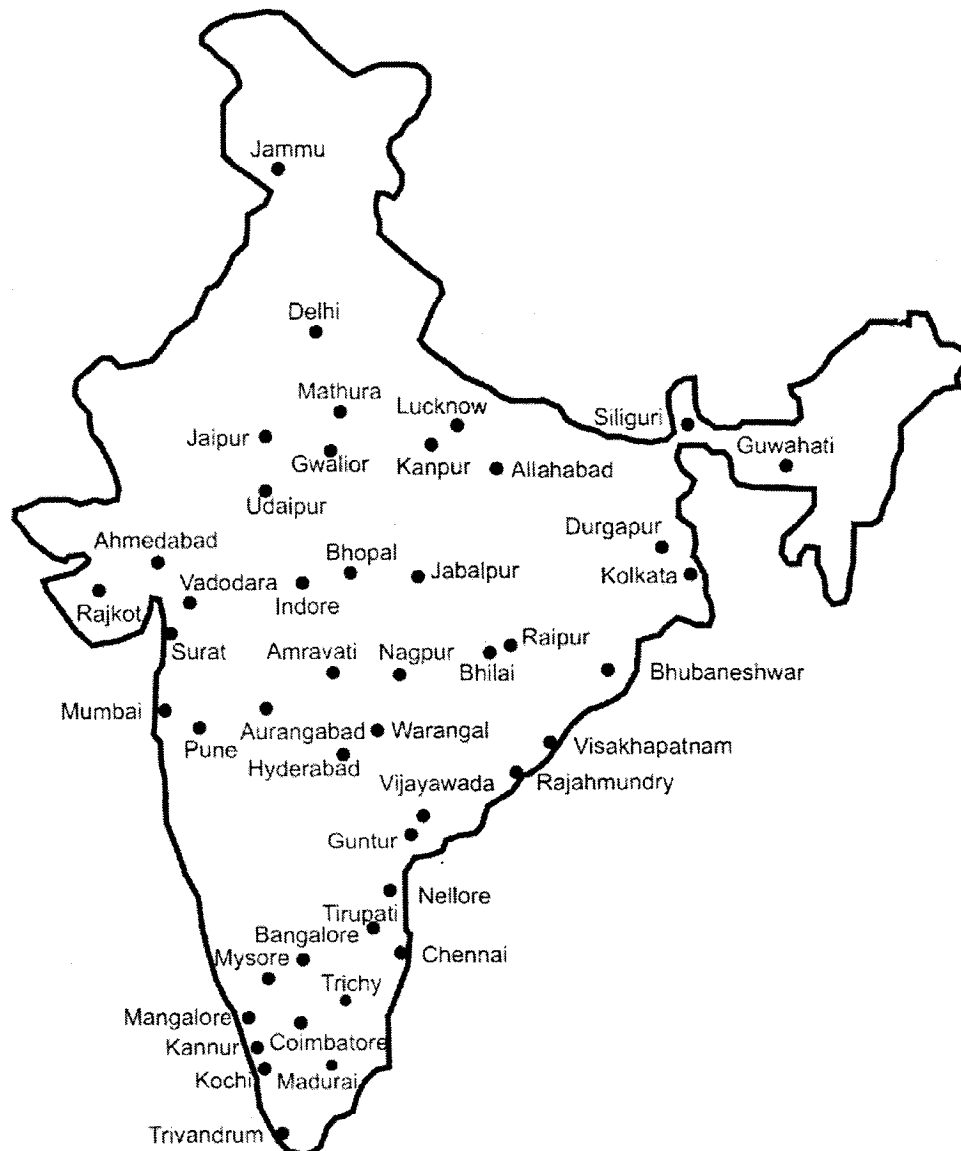 Jammu
Delhi
Mathura
Lucknow
Siliguri
Jaipur
Gwalior
Kanpur
Guwahati
Allahabad
Udaipur
Durgapur
Ahmedabad
Bhopal
Jabalpur
Kolkata
Vadodara
Indore
Rajkot
Surat
Amravati
Nagpur
Raipur
Bhilai
Bhubaneshwar
Mumbai
Aurangabad
Warangal
Pune
Visakhapatnam
Hyderabad
Vijayawada
Rajahmundry
Guntur
Nellore
Tirupati
Bangalore
Chennai
Mysore
Trichy
Mangalore
Coimbatore
Kannur
Kochi
Madurai
Trivandrum